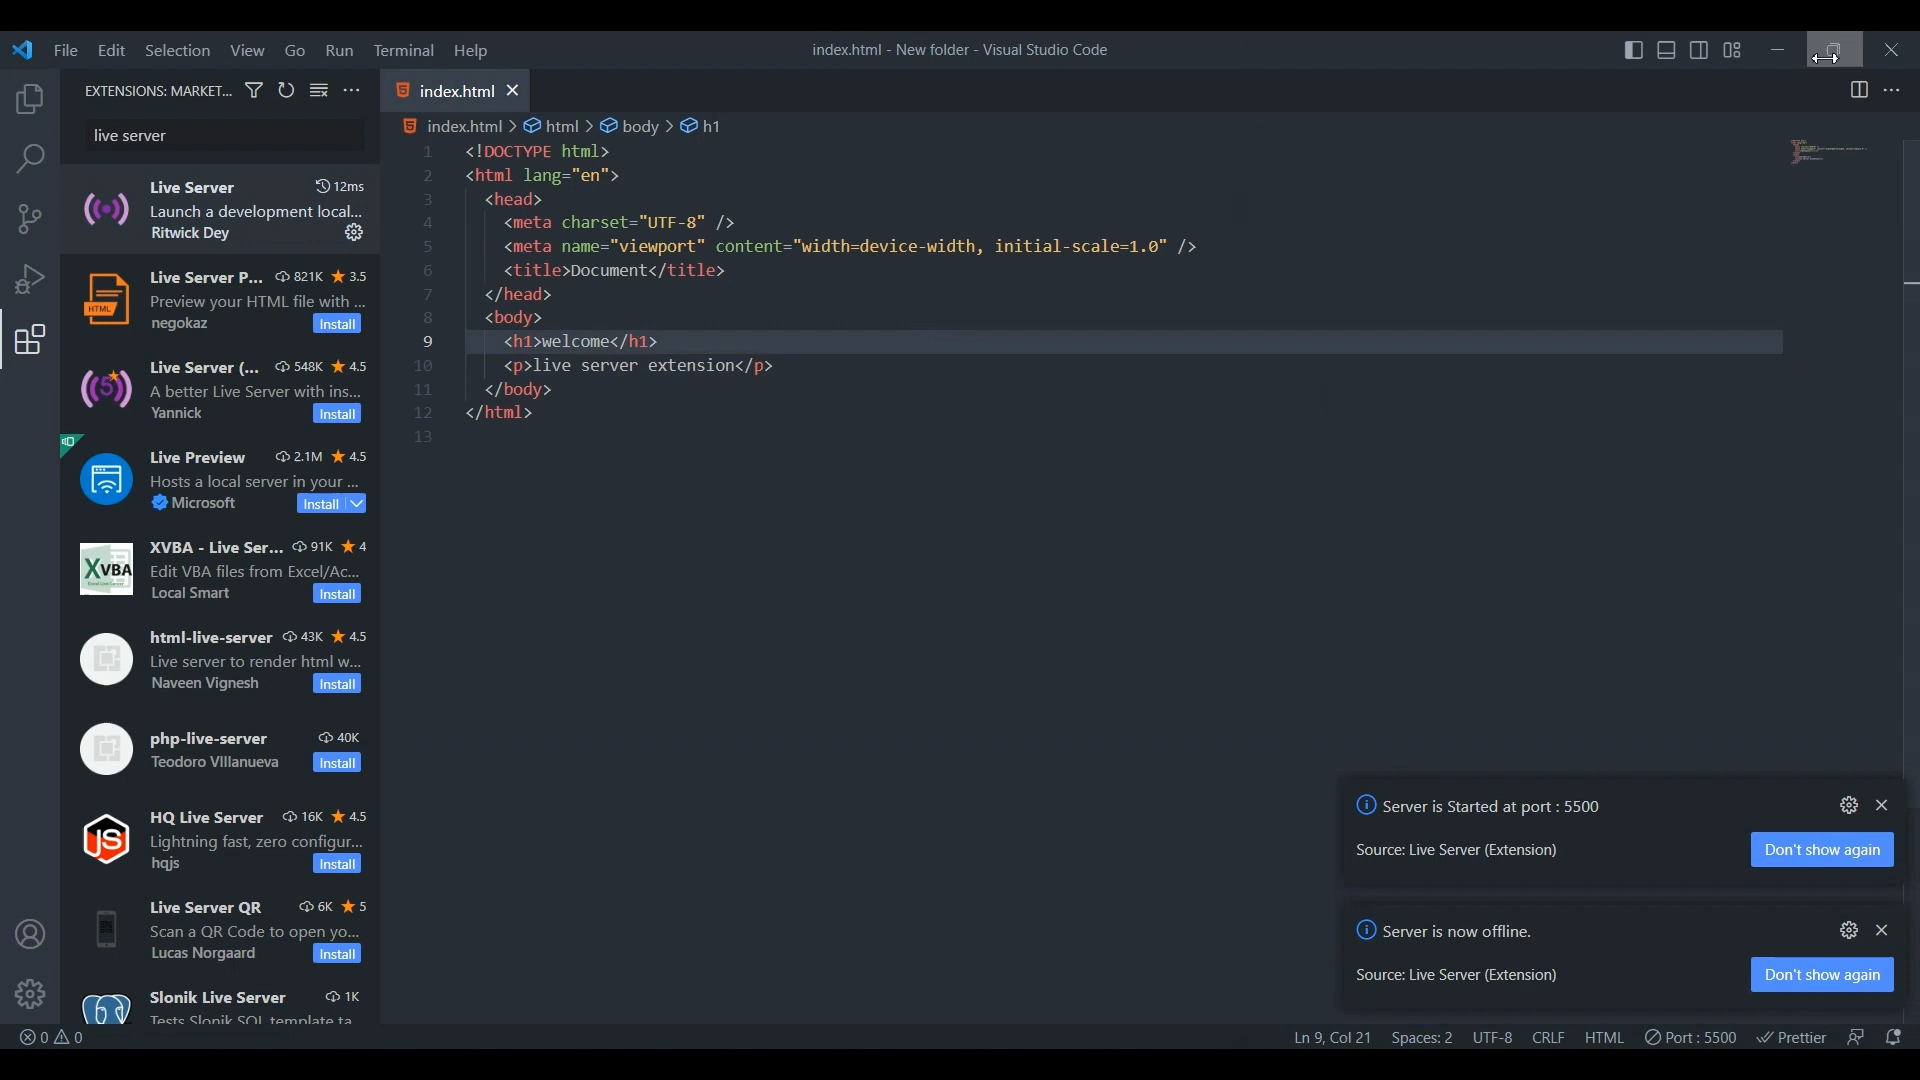 File Edit Selection View Go Run Terminal Help
index.html - New folder - Visual Studio Code
EXTENSIONS: MARKET...
live server
Live Server 12ms
Launch a development local...
Ritwick Dey
Live Server P... 821K 3.5
Preview your HTML file with ...
negokaz Install
Live Server (... 548K 4.5
A better Live Server with ins...
Yannick Install
Live Preview 2.1M 4.5
Hosts a local server in your ...
Microsoft Install
XVBA - Live Ser... 91K 4
Edit VBA files from Excel/Ac...
Local Smart Install
html-live-server 43K 4.5
Live server to render html w...
Naveen Vignesh Install
php-live-server 40K
Teodoro VIllanueva Install
HQ Live Server 16K 4.5
Lightning fast, zero configur...
hqjs Install
Live Server QR 6K 5
Scan a QR Code to open yo...
Lucas Norgaard Install
Slonik Live Server 1K
Tests Slonik SQL template ta
HTML
5
XVBA
JS
index.html
index.html > html > body > h1
1 <!DOCTYPE html>
2 <html lang="en">
3 <head>
4 <meta charset="UTF-8" />
5 <meta name="viewport" content="width=device-width, initial-scale=1.0" />
6 <title>Document</title>
7 </head>
8 <body>
9 <h1>welcome</h1>
10 <p>live server extension</p>
11 </body>
12 </html>
13
Server is Started at port : 5500
Source: Live Server (Extension) Don't show again
Server is now offline.
Source: Live Server (Extension) Don't show again
0 0 Ln 9, Col 21 Spaces: 2 UTF-8 CRLF HTML Port : 5500 Prettier